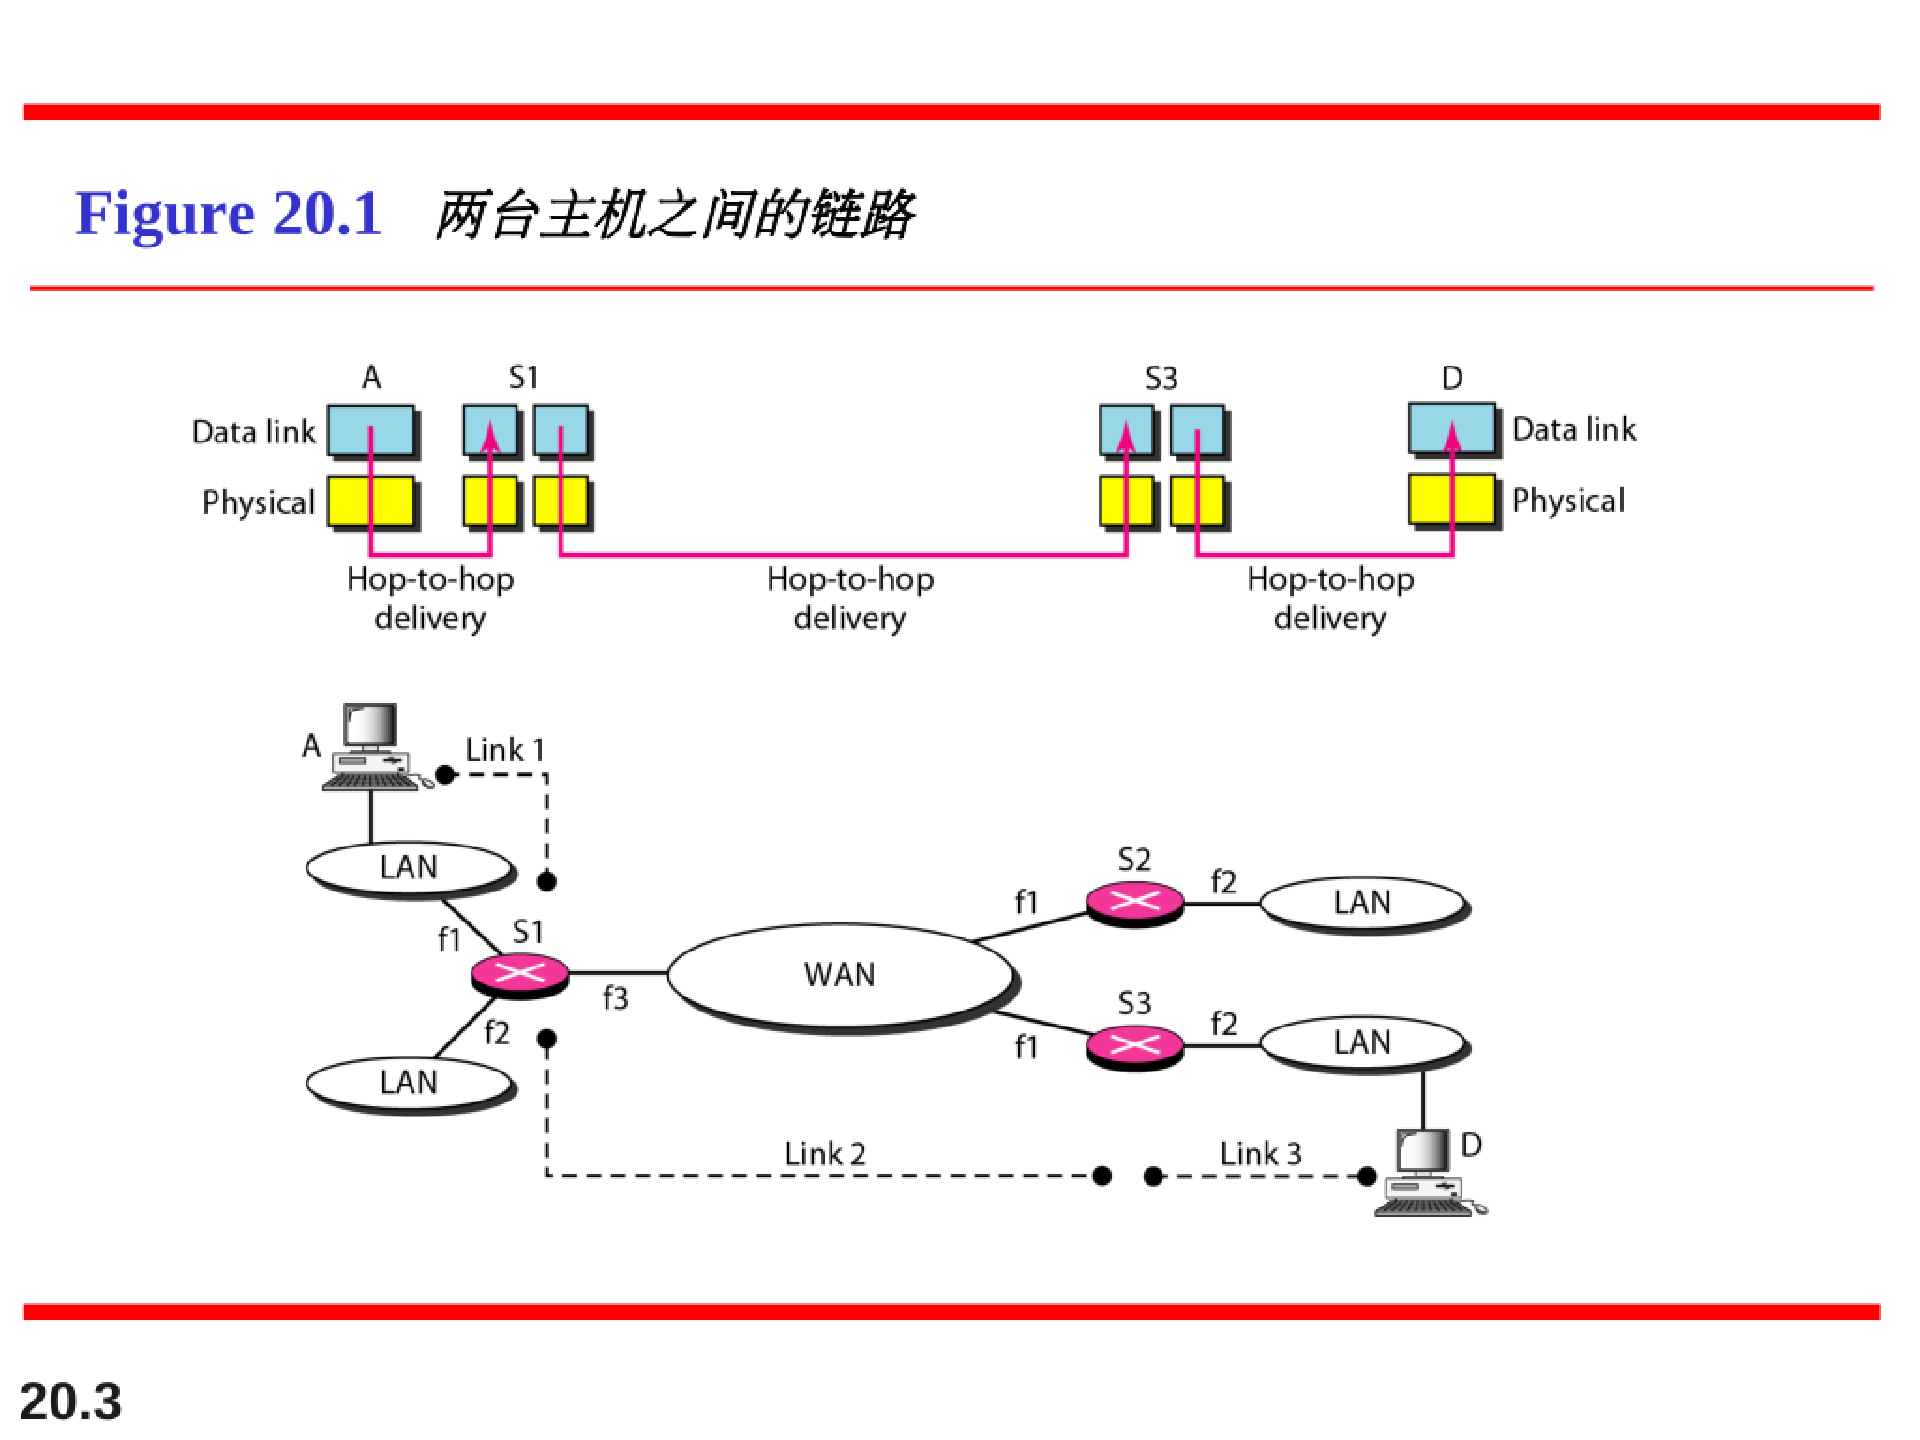 Figure 20.1 两台主机之间的链路
A S1 S3 D
Data link Data link
Physical Physical
Hop-to-hop delivery
Hop-to-hop delivery
Hop-to-hop delivery
A
Link 1
LAN
f1
S1
f3
f2
LAN
WAN
f1
S2
f2
LAN
f1
S3
f2
LAN
D
Link 2
Link 3
20.3